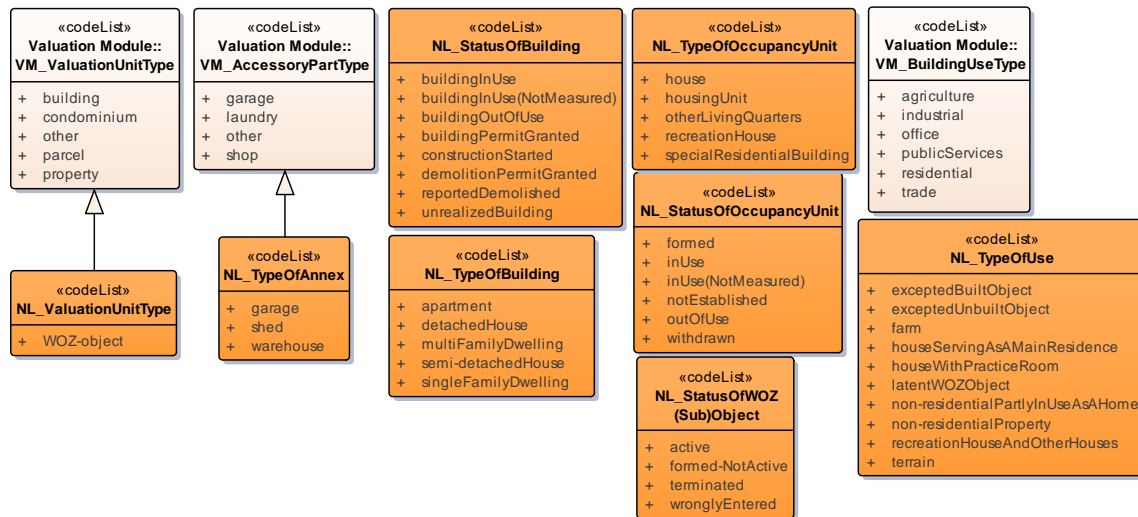 «codeList»
Valuation Module::
VM_ValuationUnitType
+ building
+ condominium
+ other
+ parcel
+ property
«codeList»
NL_ValuationUnitType
+ WOZ-object
«codeList»
Valuation Module::
VM_AccessoryPartType
+ garage
+ laundry
+ other
+ shop
«codeList»
NL_TypeOfAnnex
+ garage
+ shed
+ warehouse
«codeList»
NL_StatusOfBuilding
+ buildingInUse
+ buildingInUse(NotMeasured)
+ buildingOutOfUse
+ buildingPermitGranted
+ constructionStarted
+ demolitionPermitGranted
+ reportedDemolished
+ unrealizedBuilding
«codeList»
NL_TypeOfBuilding
+ apartment
+ detachedHouse
+ multiFamilyDwelling
+ semi-detachedHouse
+ singleFamilyDwelling
«codeList»
NL_TypeOfOccupancyUnit
+ house
+ housingUnit
+ otherLivingQuarters
+ recreationHouse
+ specialResidentialBuilding
«codeList»
NL_StatusOfOccupancyUnit
+ formed
+ inUse
+ inUse(NotMeasured)
+ notEstablished
+ outOfUse
+ withdrawn
«codeList»
NL_StatusOfWOZ
(Sub)Object
+ active
+ formed-NotActive
+ terminated
+ wronglyEntered
«codeList»
Valuation Module::
VM_BuildingUseType
+ agriculture
+ industrial
+ office
+ publicServices
+ residential
+ trade
«codeList»
NL_TypeOfUse
+ exceptedBuiltObject
+ exceptedUnbuiltObject
+ farm
+ houseServingAsAMainResidence
+ houseWithPracticeRoom
+ latentWOZObject
+ non-residentialPartlyInUseAsAHome
+ non-residentialProperty
+ recreationHouseAndOtherHouses
+ terrain